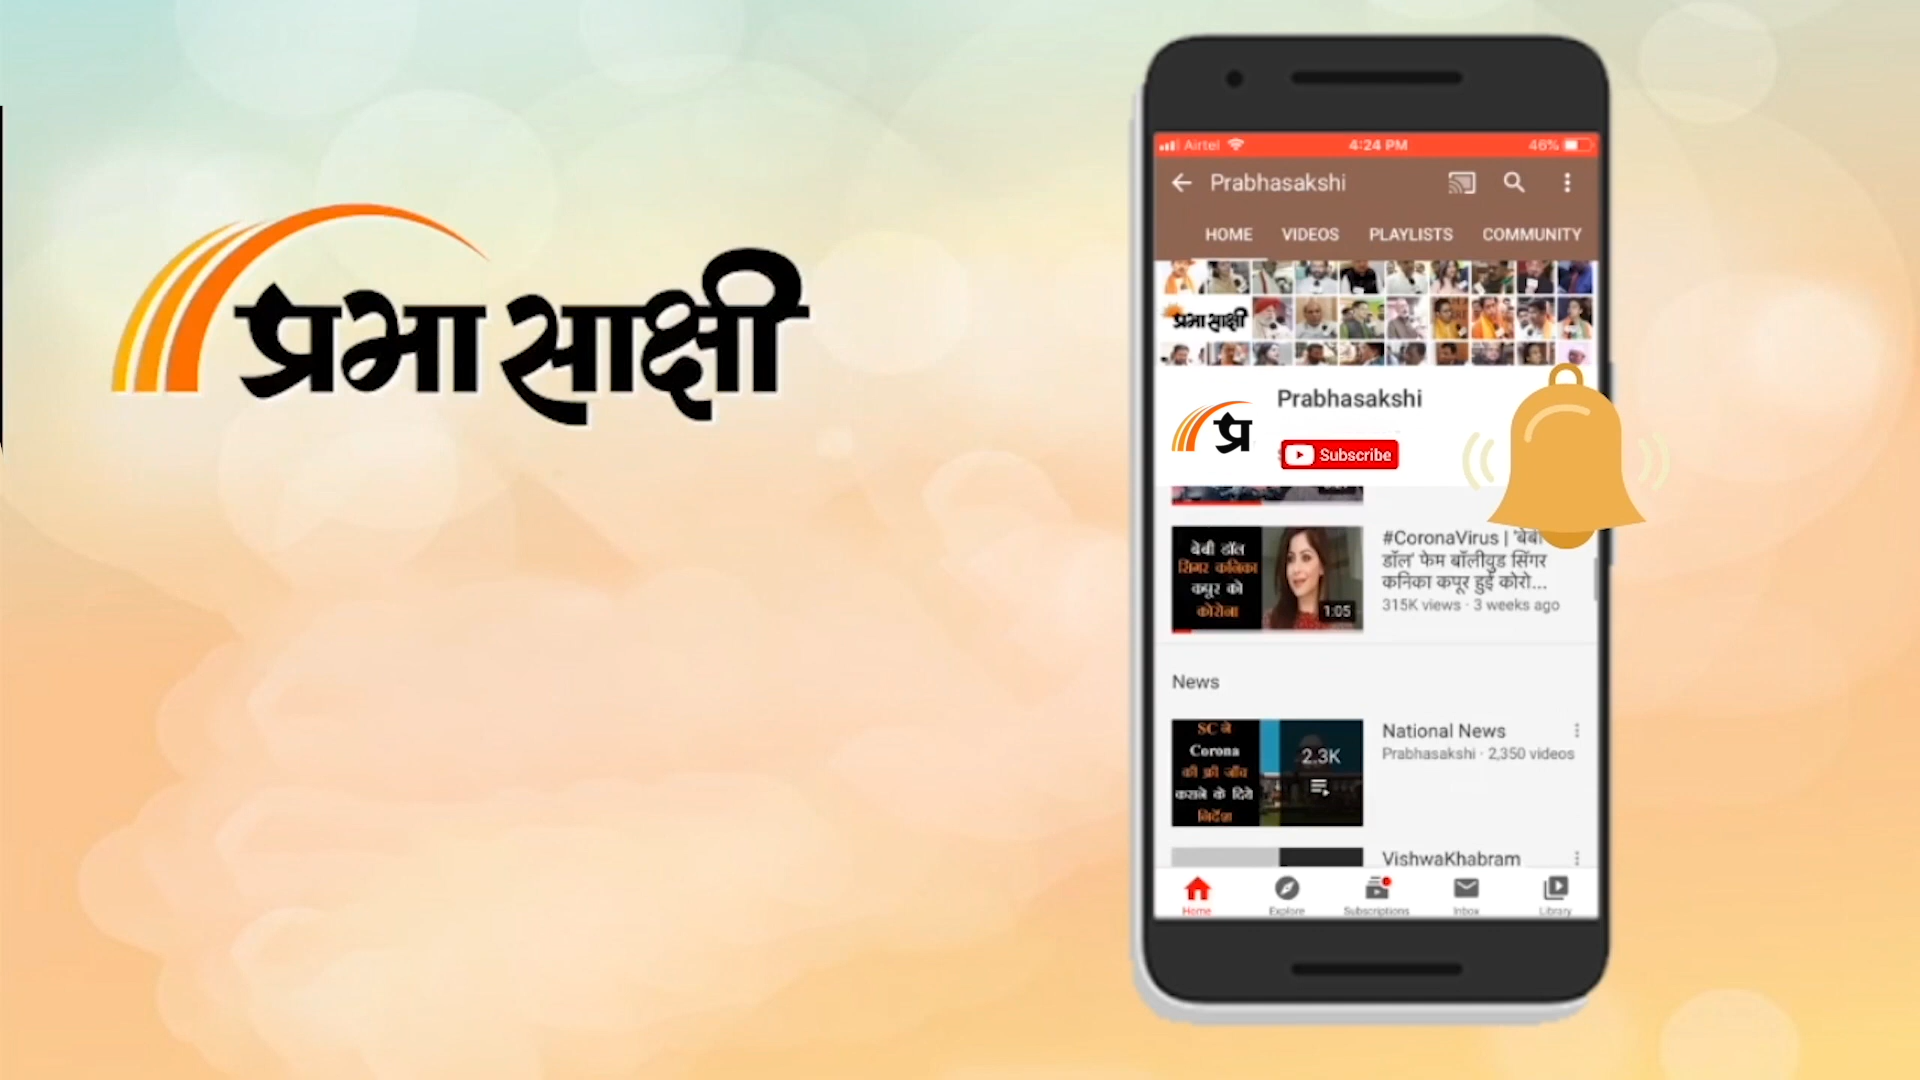 प्रभा साक्षी
Airtel 4:24 PM 46%
Prabhasakshi
HOME VIDEOS PLAYLISTS COMMUNITY
प्रभा साक्षी
Prabhasakshi
प्र
Subscribe
बेबी डॉल
सिंगर कनिका
कपूर को
कोरोना
1:05
#CoronaVirus | 'बेबी
डॉल' फेम बॉलीवुड सिंगर
कनिका कपूर हुई कोरो...
315K views · 3 weeks ago
News
SC ने
Corona
की फ्री जाँच
कराने के दिये
निर्देश
2.3K
National News
Prabhasakshi · 2,350 videos
VishwaKhabram
Home Explore Subscriptions Inbox Library